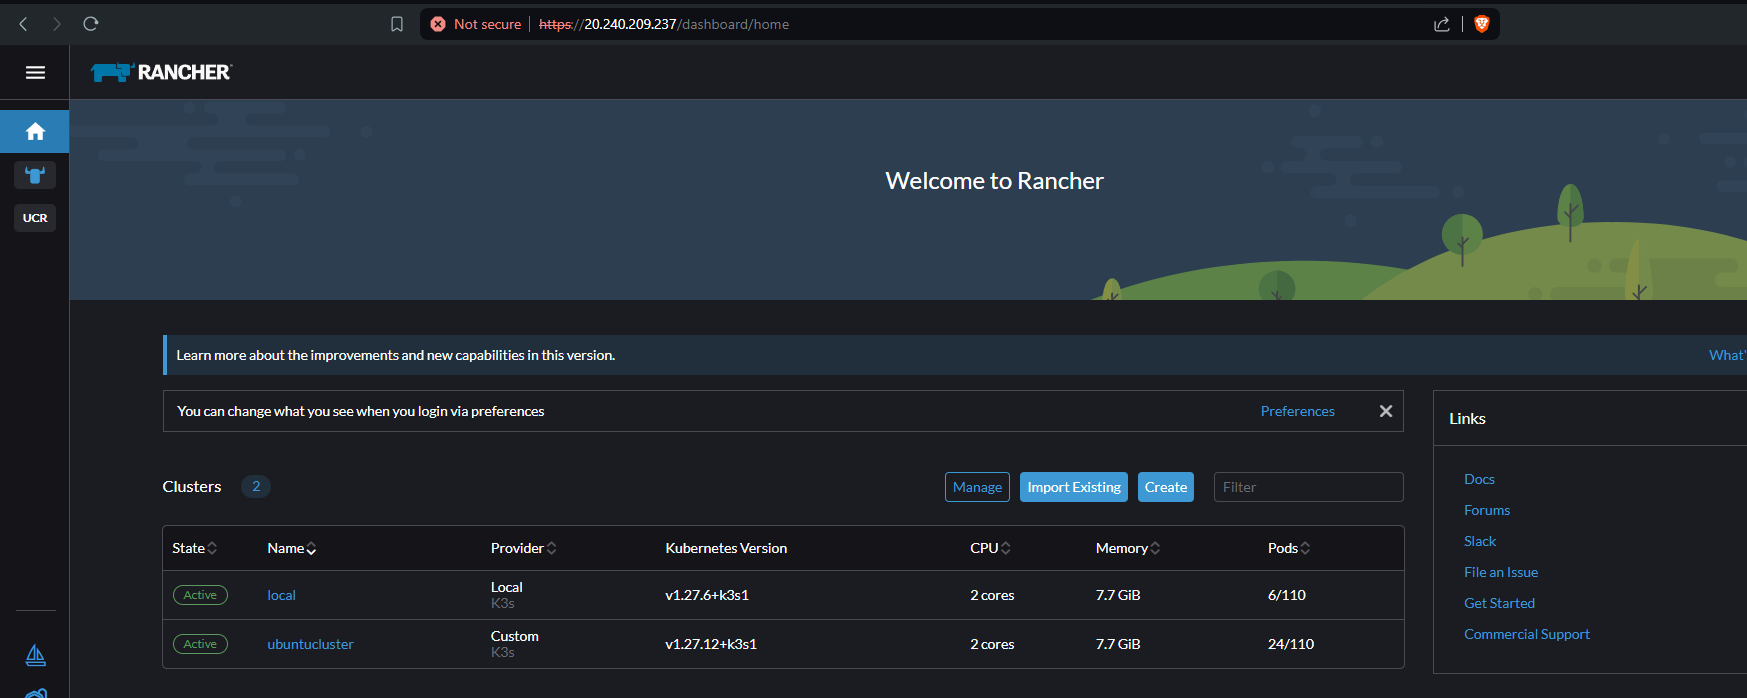 Not secure https://20.240.209.237/dashboard/home
RANCHER
UCR
Welcome to Rancher
Learn more about the improvements and new capabilities in this version. What'
You can change what you see when you login via preferences Preferences
Links
Clusters 2 Manage Import Existing Create Filter
Docs
Forums
Slack
File an Issue
Get Started
Commercial Support
State Name Provider Kubernetes Version CPU Memory Pods
Active local Local K3s v1.27.6+k3s1 2 cores 7.7 GiB 6/110
Active ubuntucluster Custom K3s v1.27.12+k3s1 2 cores 7.7 GiB 24/110